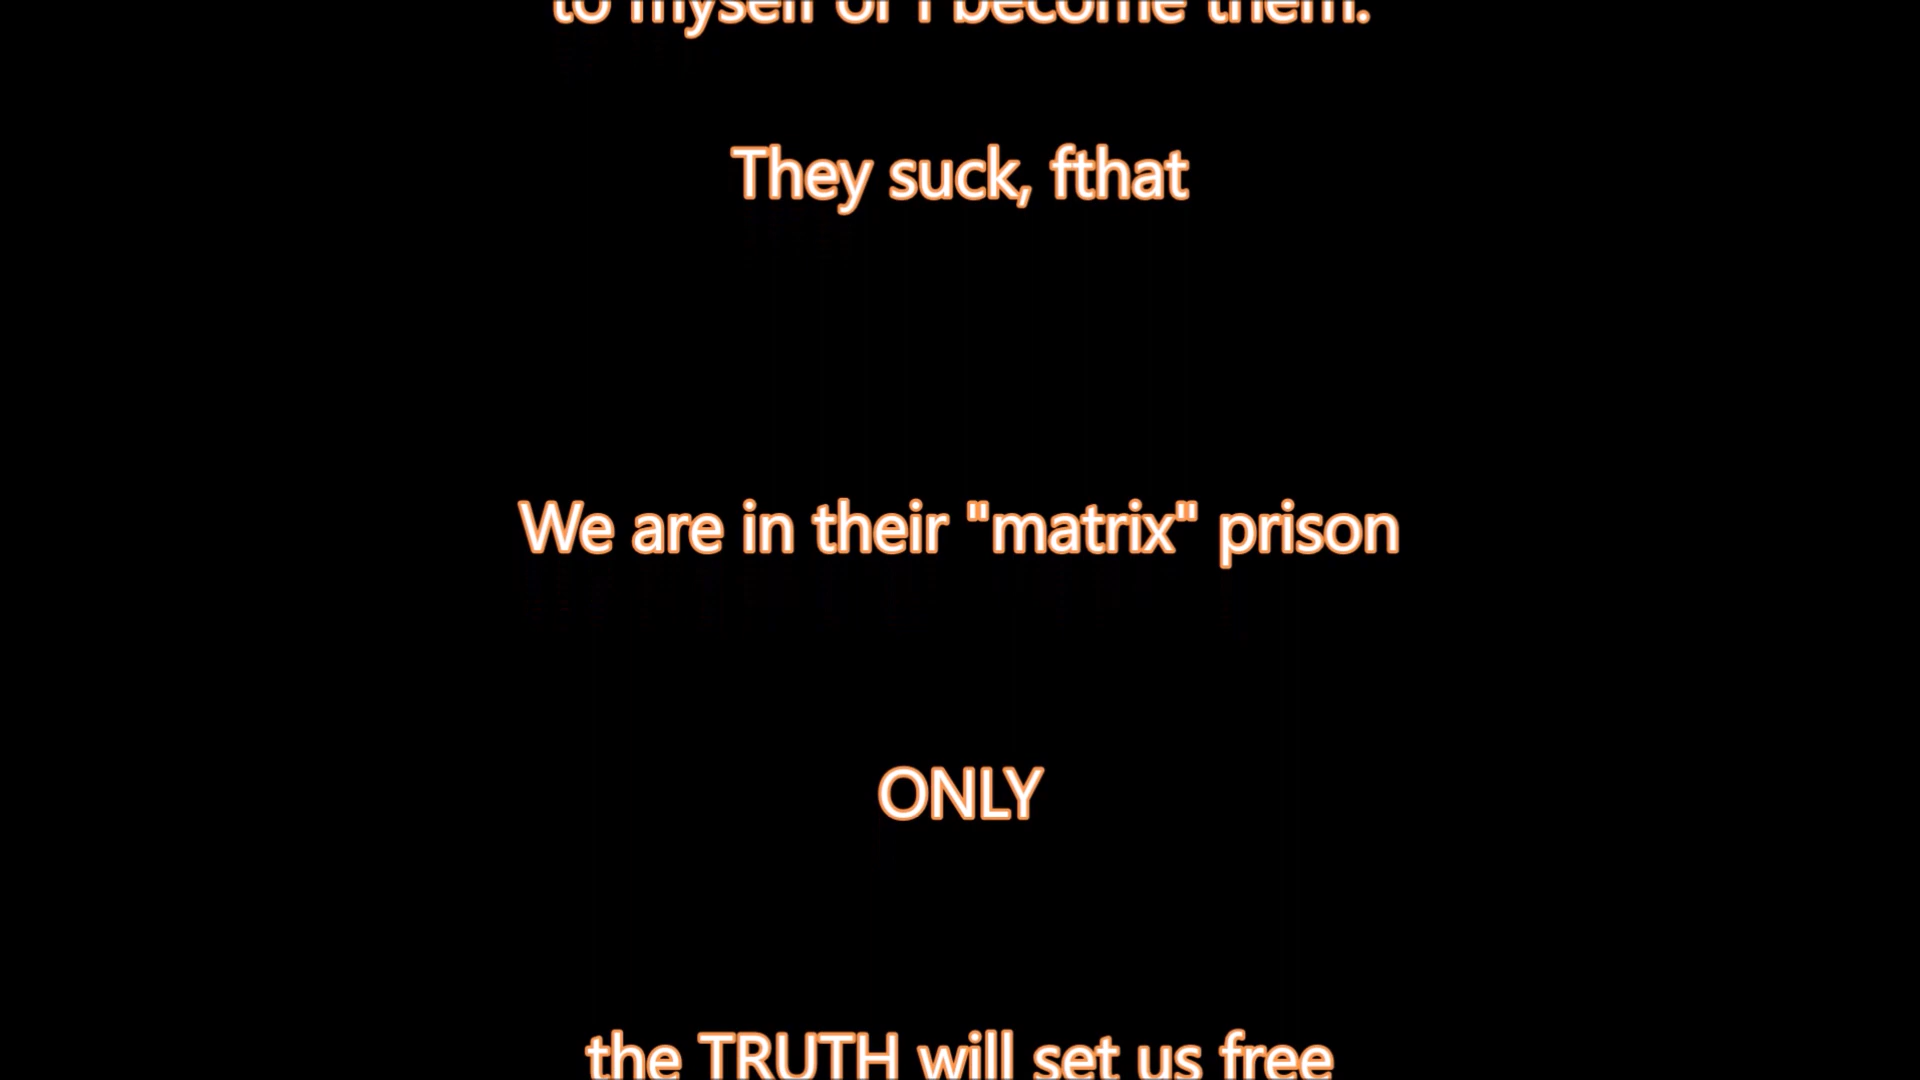 to myself or I become them.
They suck, fthat
We are in their "matrix" prison
ONLY
the TRUTH will set us free